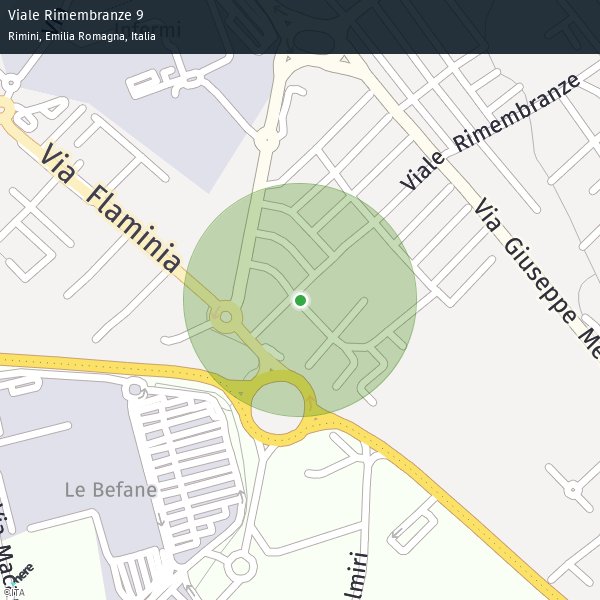 Viale Rimembranze 9
Rimini, Emilia Romagna, Italia
Infermi
Viale Rimembranze
Via Flaminia
Via Giuseppe Me
Le Befane
Via Mac
lmiri
here